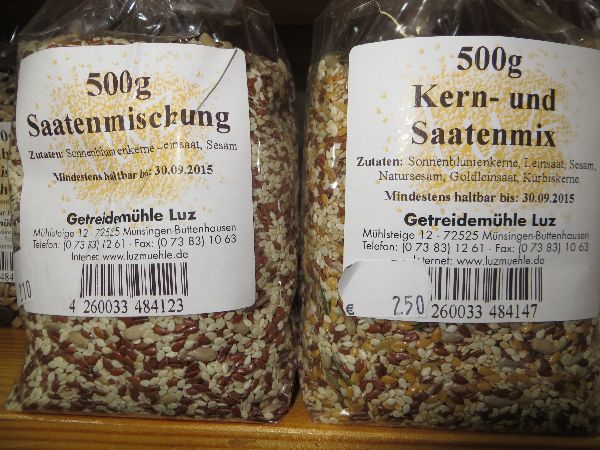 500g
Saatenmischung
Zutaten: Sonnenblumenkerne Leinsaat, Sesam
Mindestens haltbar bis: 30.09.2015
Getreidemühle Luz
Mühlsteige 12 - 72525 Münsingen-Buttenhausen
Telefon: (0 73 83) 12 61 - Fax: (0 73 83) 10 63
Internet: www.luzmuehle.de
4 260033 484123
500g
Kern- und
Saatenmix
Zutaten: Sonnenblumenkerne, Leinsaat, Sesam,
Natursesam, Goldleinsaat, Kürbiskerne
Mindestens haltbar bis: 30.09.2015
Getreidemühle Luz
Mühlsteige 12 - 72525 Münsingen-Buttenhausen
Telefon: (0 73 83) 12 61 - Fax: (0 73 83) 10 63
Internet: www.luzmuehle.de
€ 2.50
260033 484147